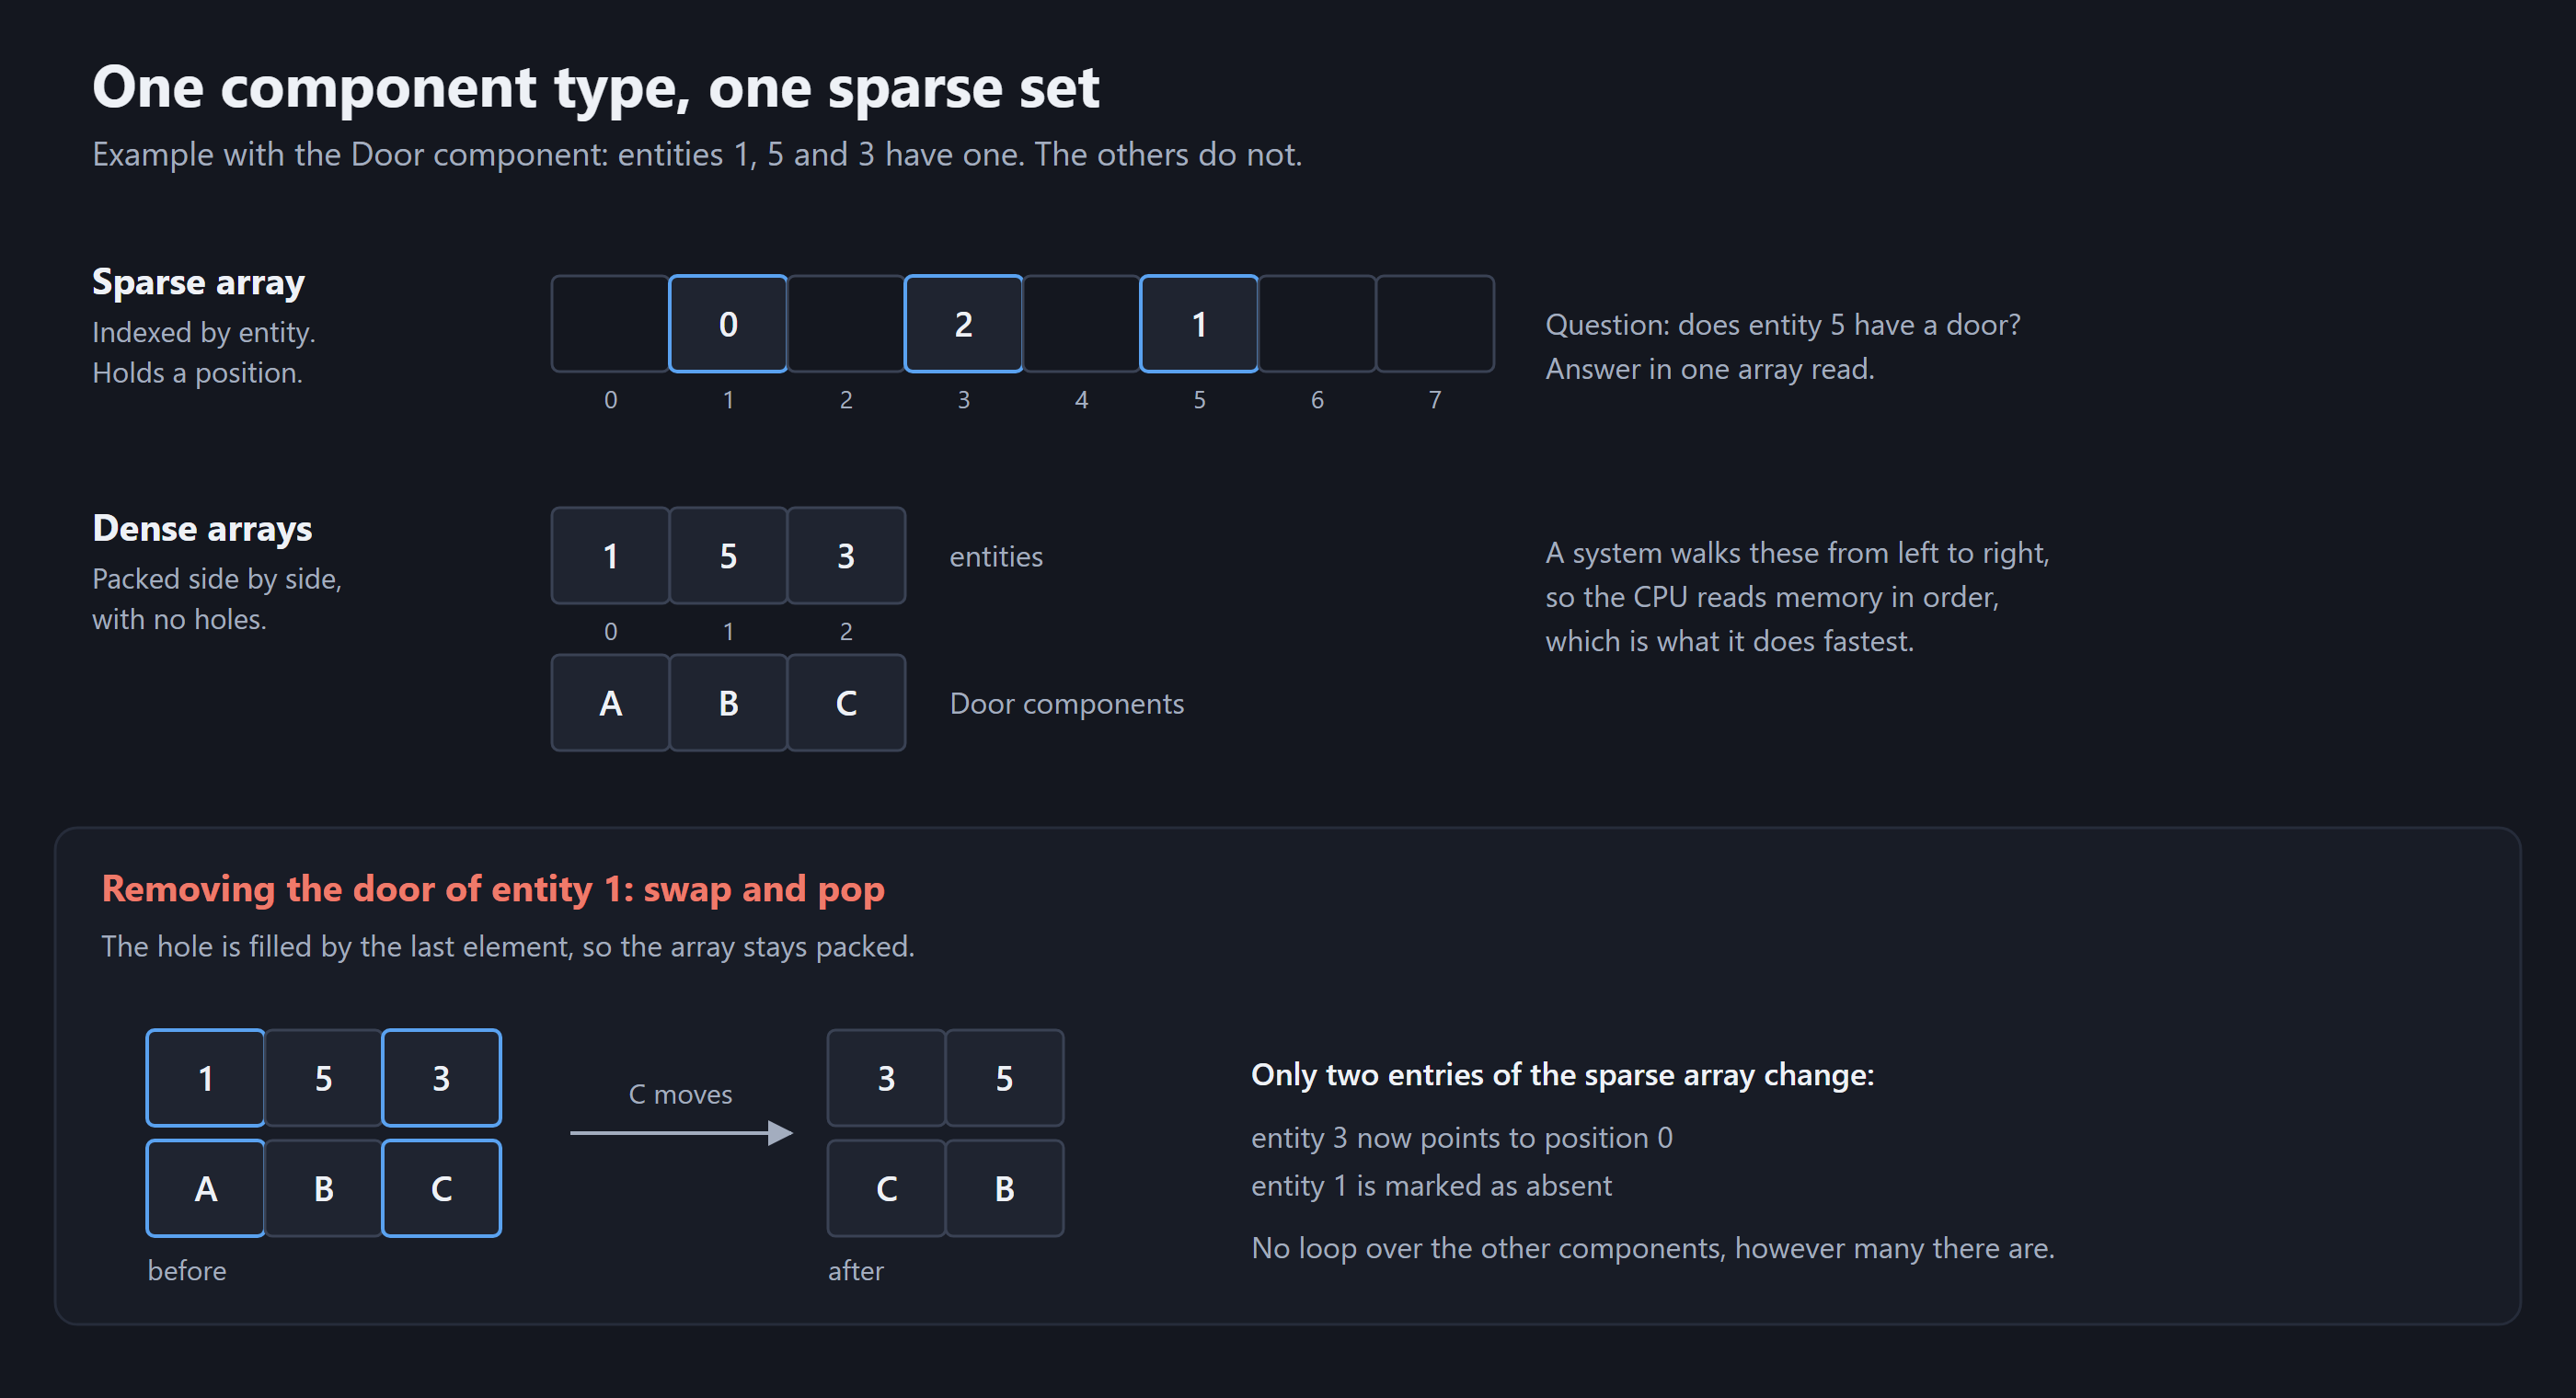 One component type, one sparse set
Example with the Door component: entities 1, 5 and 3 have one. The others do not.
Sparse array
Indexed by entity.
Holds a position.
0 2 1
0 1 2 3 4 5 6 7
Question: does entity 5 have a door?
Answer in one array read.
Dense arrays
Packed side by side,
with no holes.
1 5 3
entities
0 1 2
A B C
Door components
A system walks these from left to right,
so the CPU reads memory in order,
which is what it does fastest.
Removing the door of entity 1: swap and pop
The hole is filled by the last element, so the array stays packed.
1 5 3
A B C
before
C moves
3 5
C B
after
Only two entries of the sparse array change:
entity 3 now points to position 0
entity 1 is marked as absent
No loop over the other components, however many there are.